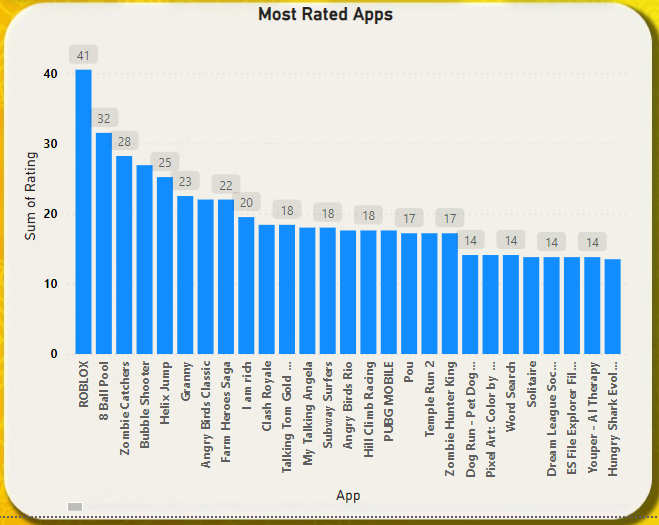 Most Rated Apps
Sum of Rating
40
30
20
10
0
41
32
28
25
23
22
20
18
18
18
17
17
14
14
14
14
ROBLOX
8 Ball Pool
Zombie Catchers
Bubble Shooter
Helix Jump
Granny
Angry Birds Classic
Farm Heroes Saga
I am rich
Clash Royale
Talking Tom Gold ...
My Talking Angela
Subway Surfers
Angry Birds Rio
Hill Climb Racing
PUBG MOBILE
Pou
Temple Run 2
Zombie Hunter King
Dog Run - Pet Dog...
Pixel Art: Color by ...
Word Search
Solitaire
Dream League Soc...
ES File Explorer Fil...
Youper - AI Therapy
Hungry Shark Evol...
App